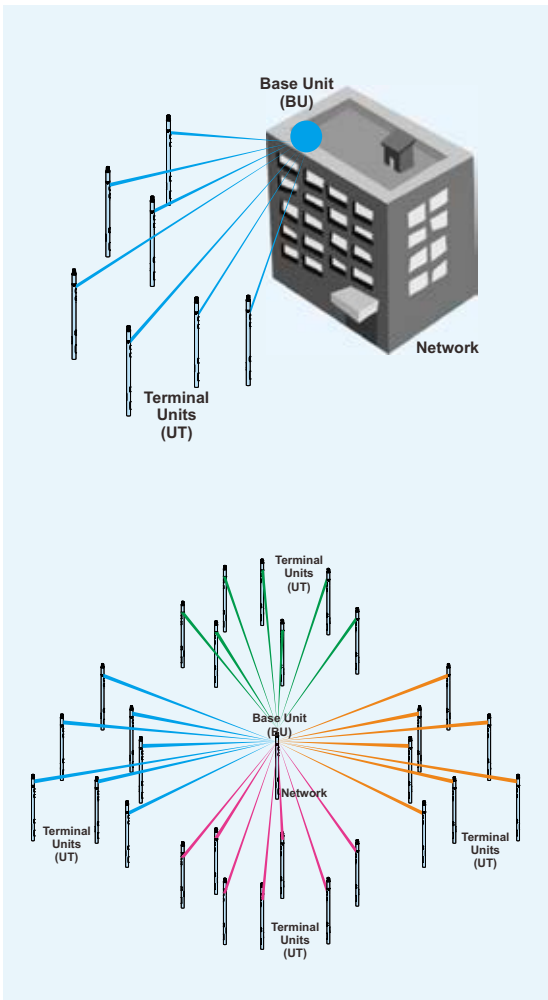 Base Unit
(BU)
Network
Terminal
Units
(UT)
Terminal
Units
(UT)
Base Unit
(BU)
Network
Terminal
Units
(UT)
Terminal
Units
(UT)
Terminal
Units
(UT)